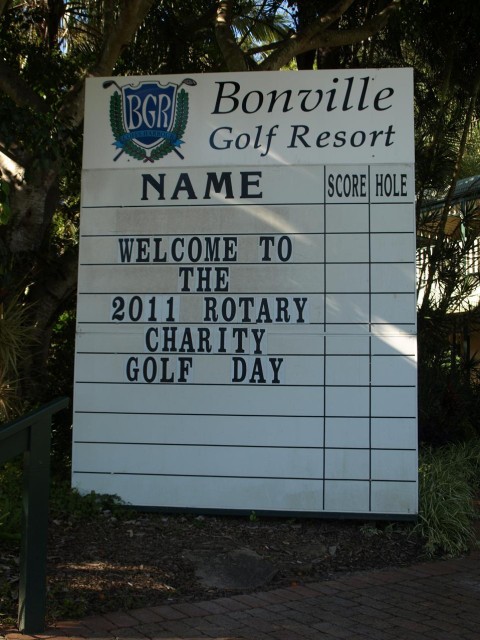 BGR
Bonville
Golf Resort
NAME SCORE HOLE
WELCOME TO
THE
2011 ROTARY
CHARITY
GOLF DAY